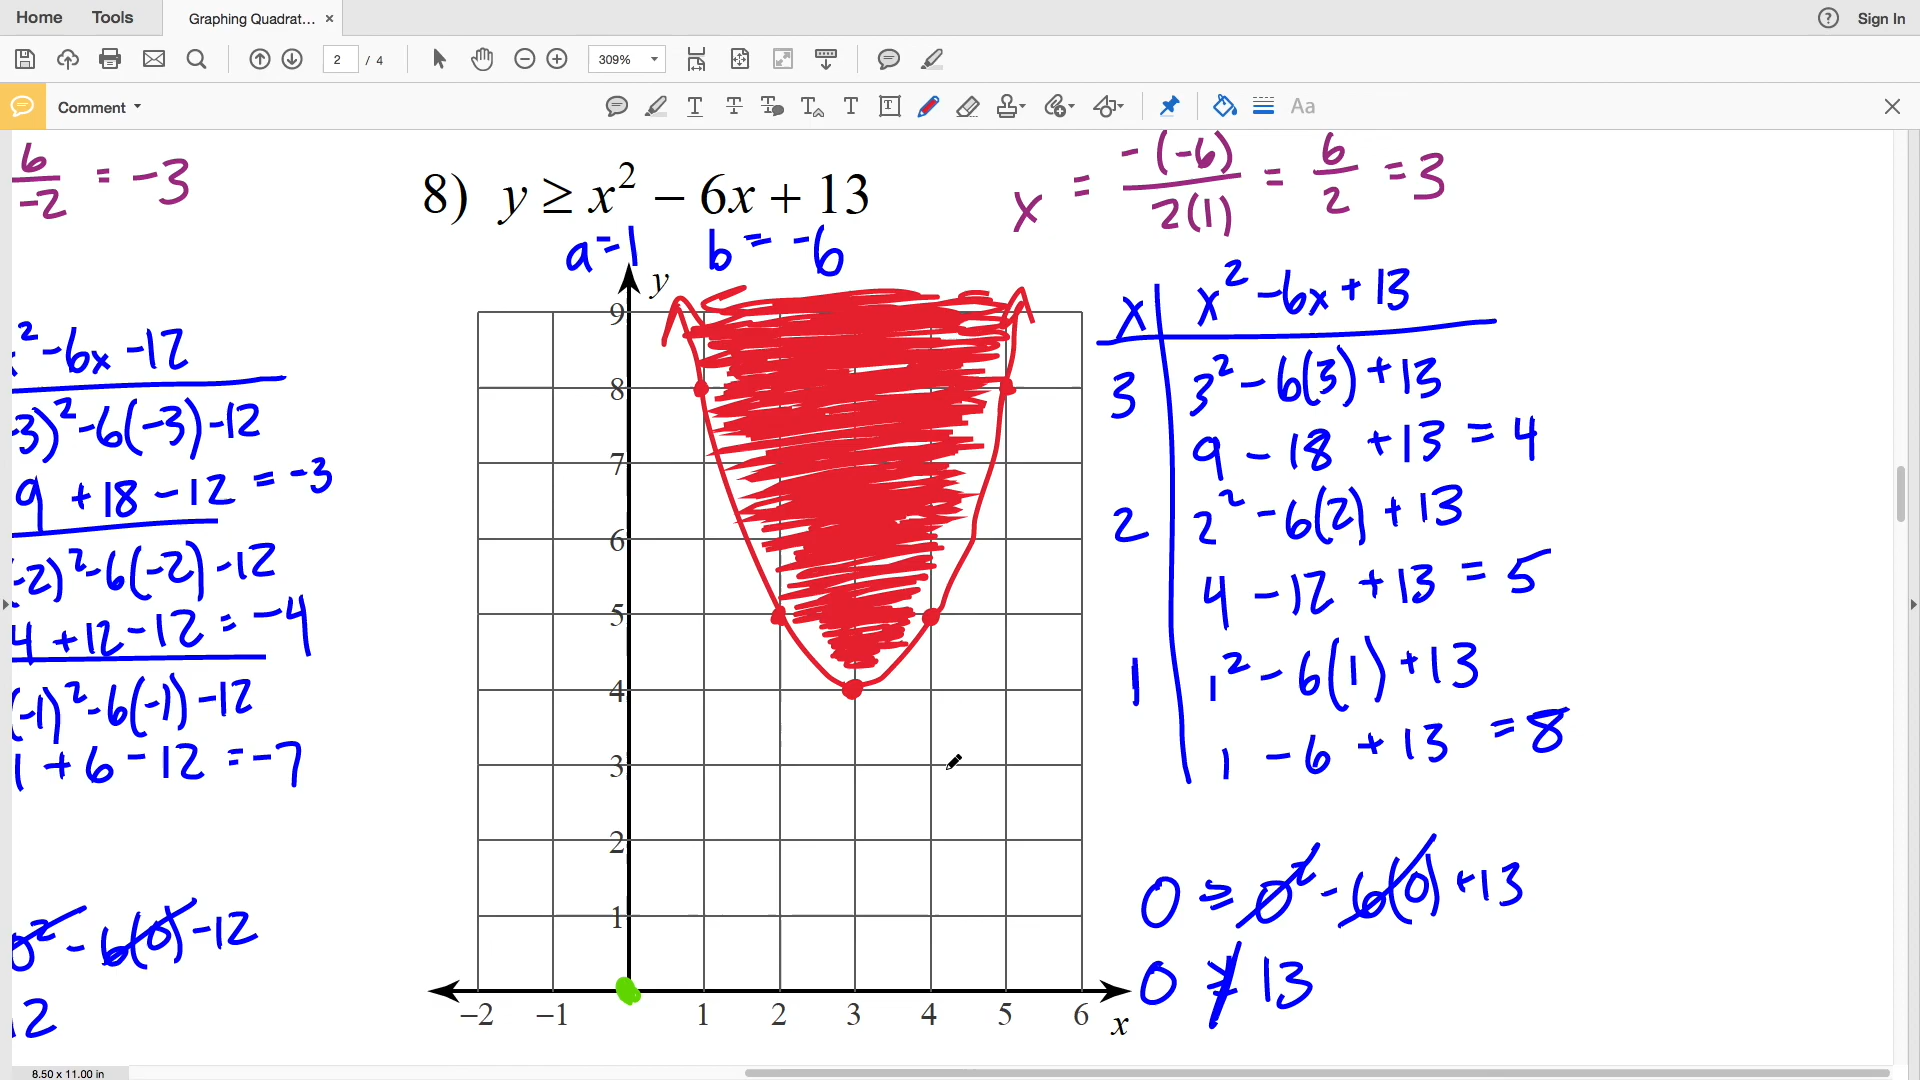 Home Tools Graphing Quadrat... × ? Sign In
2 / 4 309%
Comment Aa
6/-2 = -3
8) y ≥ x² − 6x + 13
x = -(-6)/2(1) = 6/2 = 3
a=1 b=-6
²-6x-12
3)²-6(-3)-12
9 +18-12 = -3
-2)²-6(-2)-12
4 +12-12 = -4
(-1)²-6(-1)-12
1+6-12 = -7
0²-6(0)-12
12
y
9
8
7
6
5
4
3
2
1
−2 −1 1 2 3 4 5 6 x
x x²-6x+13
3 3²-6(3)+13
9-18+13=4
2 2²-6(2)+13
4-12+13=5
1 1²-6(1)+13
1-6+13=8
0≥0²-6(0)+13
0≱13
8.50 x 11.00 in